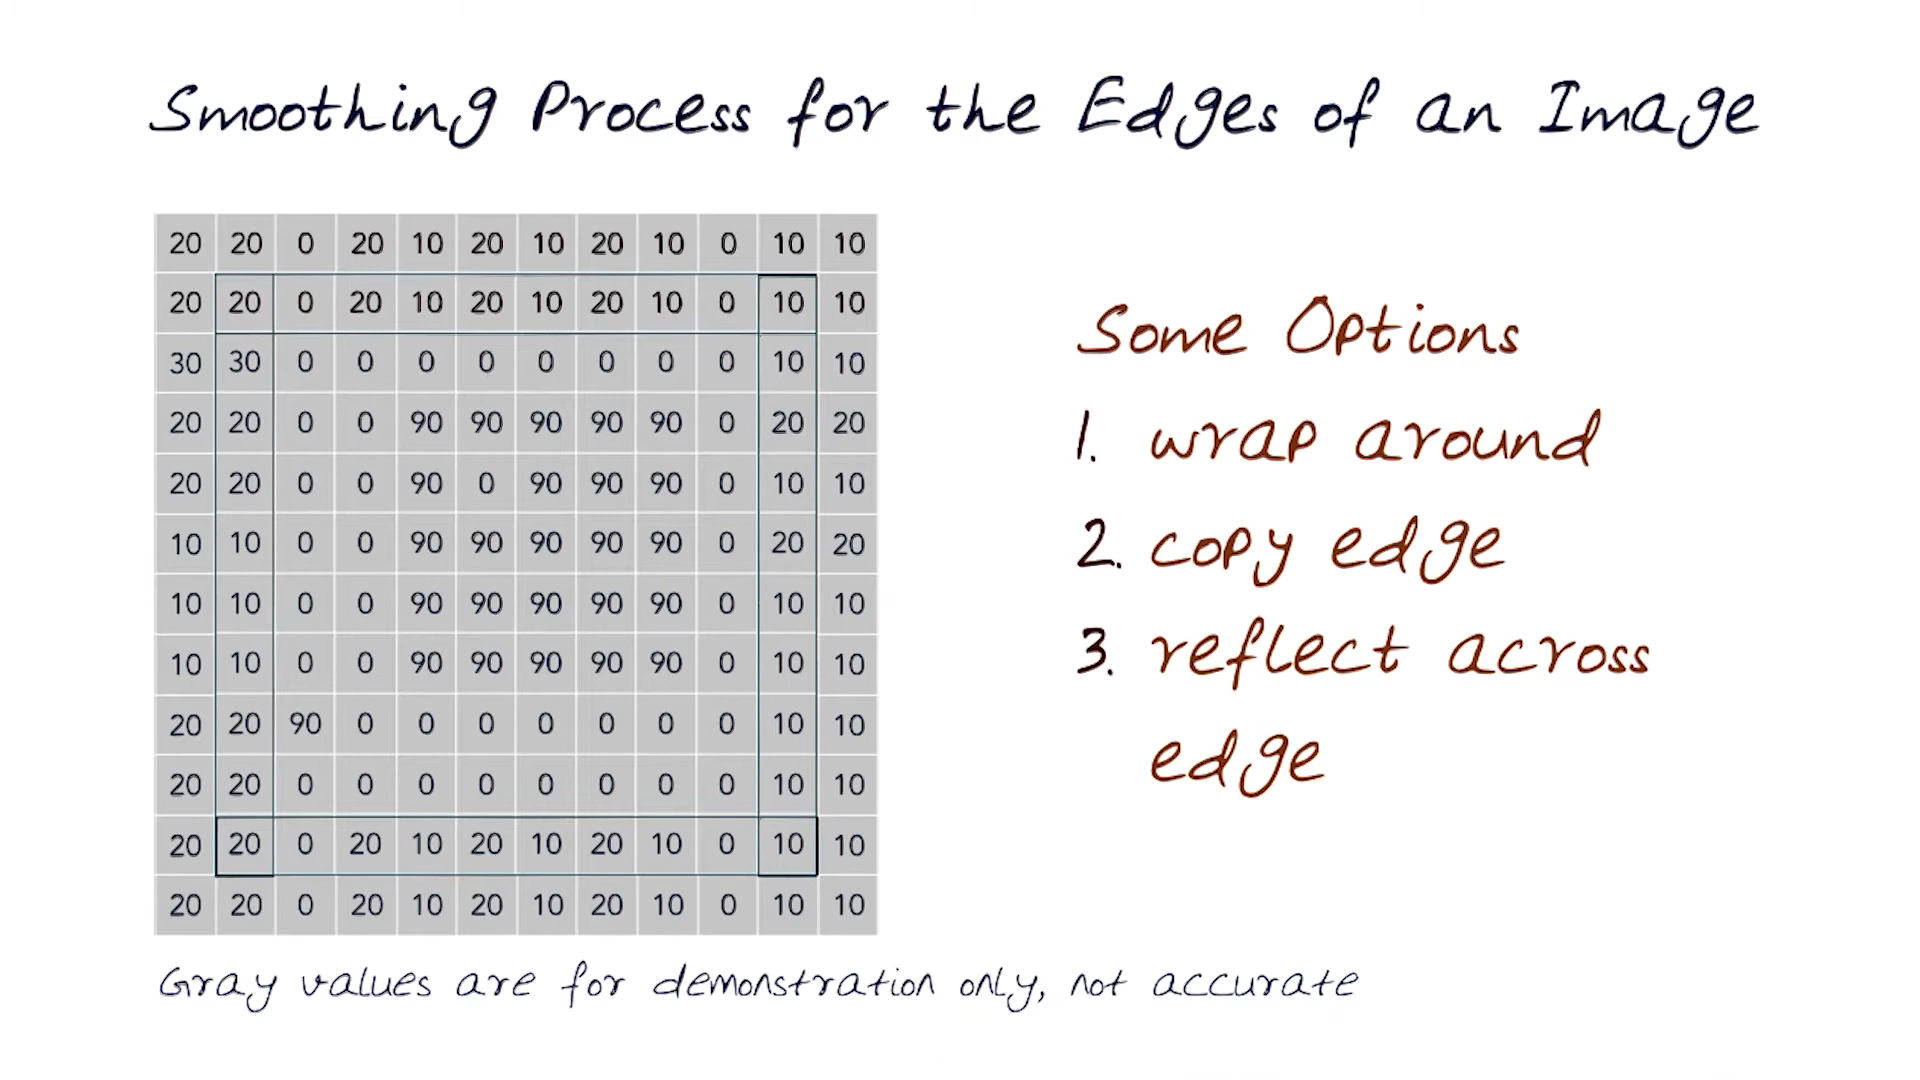 Smoothing Process for the Edges of an Image
20 20 0 20 10 20 10 20 10 0 10 10
20 20 0 20 10 20 10 20 10 0 10 10
30 30 0 0 0 0 0 0 0 0 10 10
20 20 0 0 90 90 90 90 90 0 20 20
20 20 0 0 90 0 90 90 90 0 10 10
10 10 0 0 90 90 90 90 90 0 20 20
10 10 0 0 90 90 90 90 90 0 10 10
10 10 0 0 90 90 90 90 90 0 10 10
20 20 90 0 0 0 0 0 0 0 10 10
20 20 0 0 0 0 0 0 0 0 10 10
20 20 0 20 10 20 10 20 10 0 10 10
20 20 0 20 10 20 10 20 10 0 10 10
Some Options
1. wrap around
2. copy edge
3. reflect across
edge
Gray values are for demonstration only, not accurate